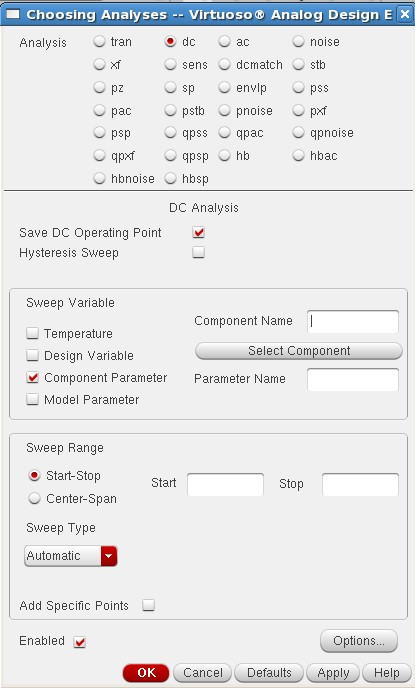 Choosing Analyses -- Virtuoso® Analog Design E
Analysis tran dc ac noise
xf sens dcmatch stb
pz sp envlp pss
pac pstb pnoise pxf
psp qpss qpac qpnoise
qpxf qpsp hb hbac
hbnoise hbsp
DC Analysis
Save DC Operating Point
Hysteresis Sweep
Sweep Variable
Temperature
Design Variable
Component Parameter
Model Parameter
Component Name
Select Component
Parameter Name
Sweep Range
Start-Stop
Center-Span
Start Stop
Sweep Type
Automatic
Add Specific Points
Enabled Options...
OK Cancel Defaults Apply Help